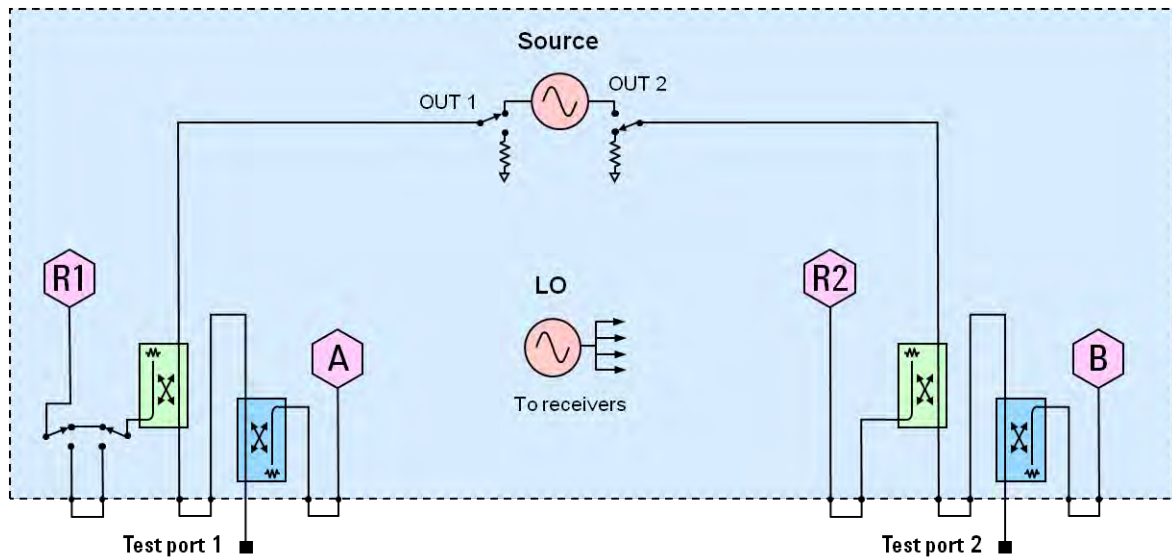 Source
OUT 1
OUT 2
R1
LO
R2
A
B
To receivers
Test port 1
Test port 2